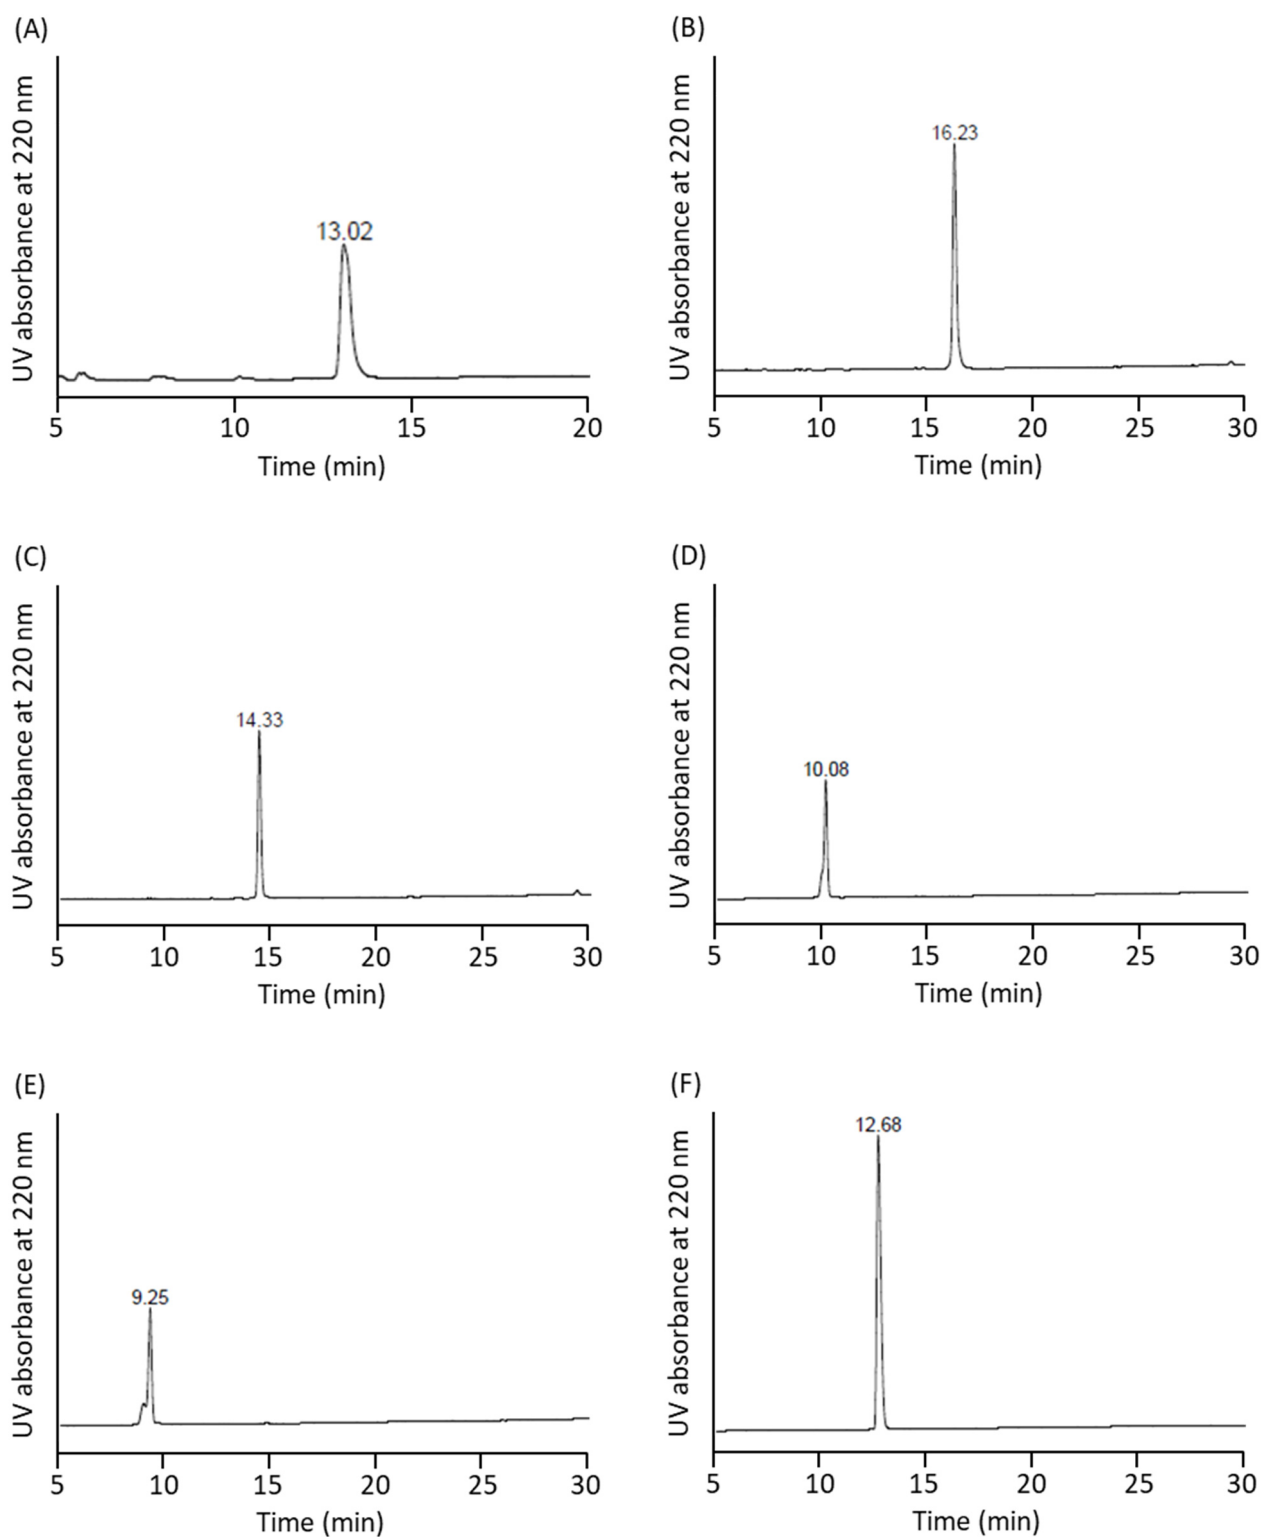 (A)
UV absorbance at 220 nm
13.02
5 10 15 20
Time (min)
(B)
UV absorbance at 220 nm
16.23
5 10 15 20 25 30
Time (min)
(C)
UV absorbance at 220 nm
14.33
5 10 15 20 25 30
Time (min)
(D)
UV absorbance at 220 nm
10.08
5 10 15 20 25 30
Time (min)
(E)
UV absorbance at 220 nm
9.25
5 10 15 20 25 30
Time (min)
(F)
UV absorbance at 220 nm
12.68
5 10 15 20 25 30
Time (min)